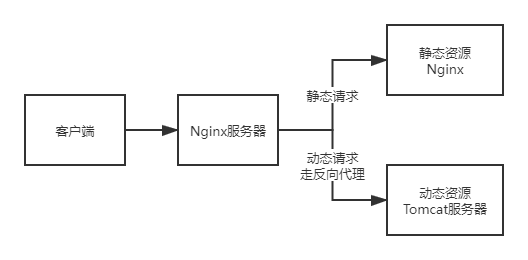 客户端
Nginx服务器
静态请求
动态请求
走反向代理
静态资源
Nginx
动态资源
Tomcat服务器